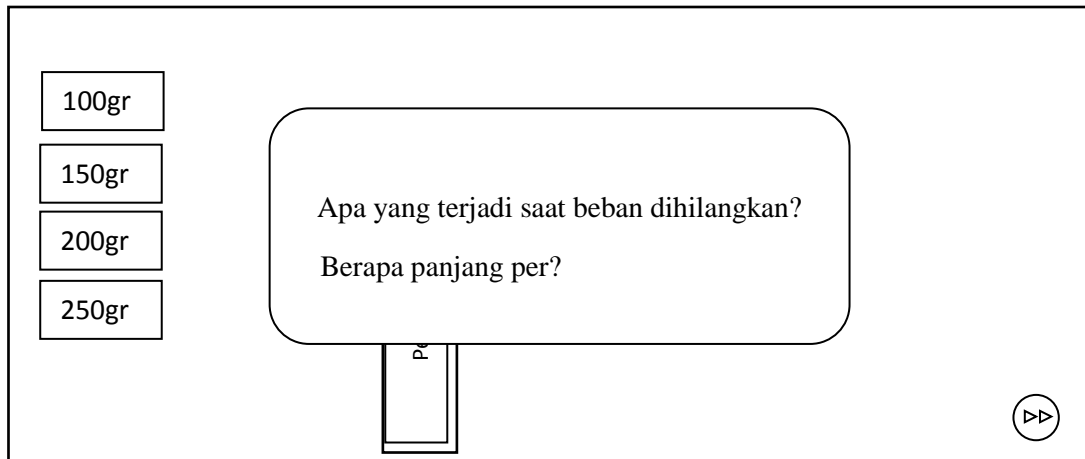 100gr
150gr
200gr
250gr
Apa yang terjadi saat beban dihilangkan?
Berapa panjang per?